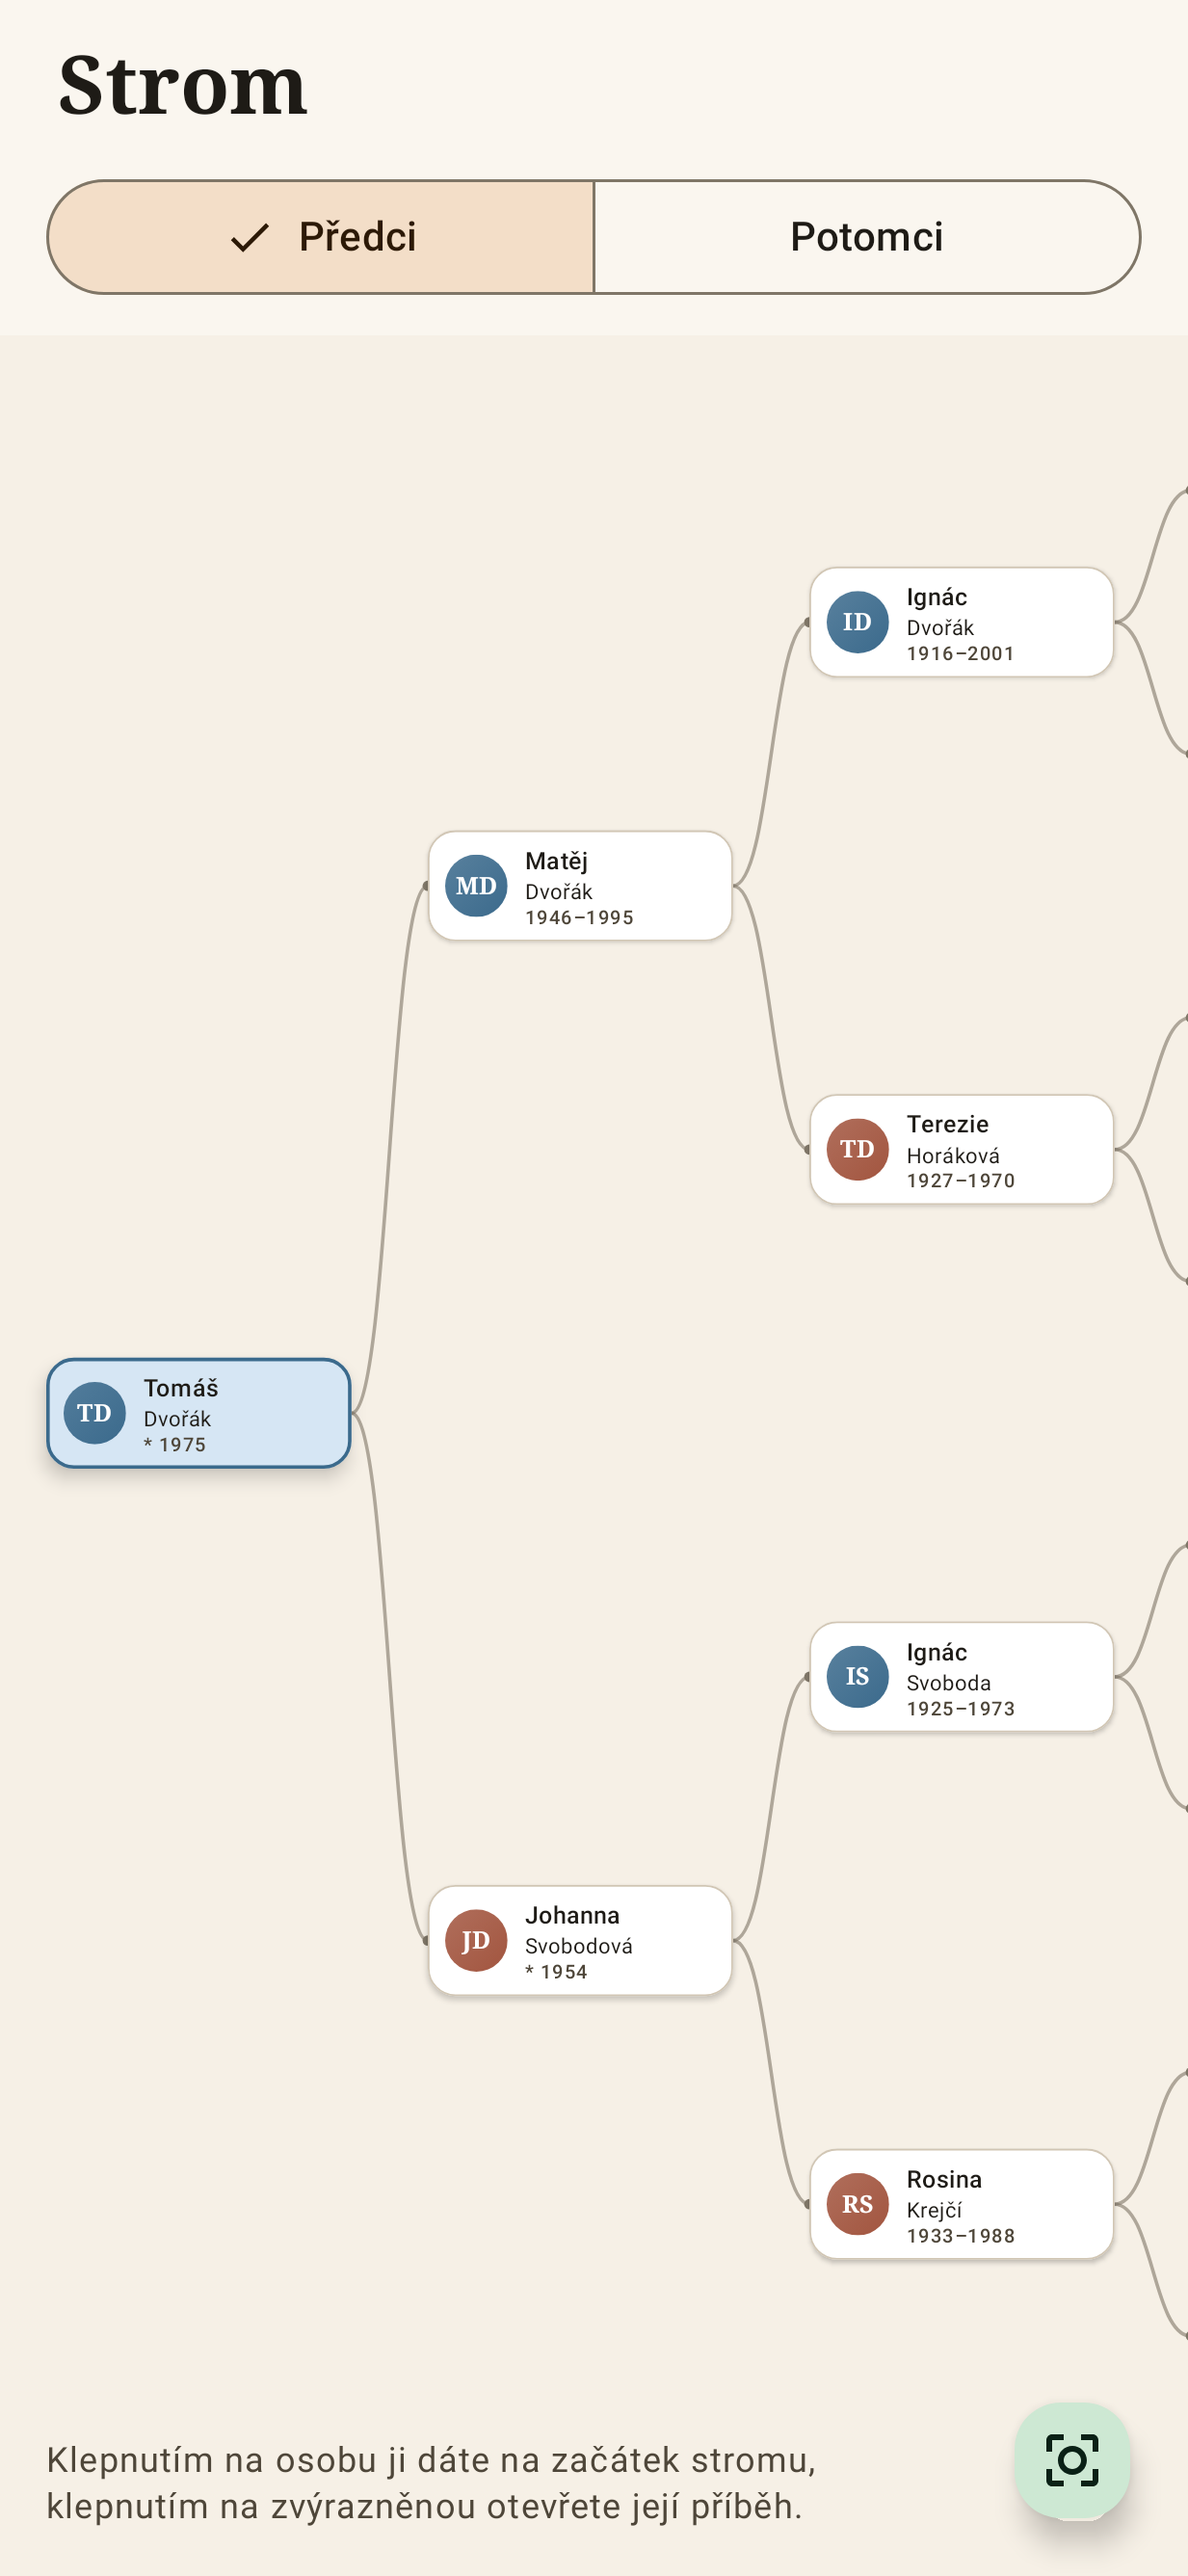 Strom
Předci
Potomci
ID
Ignác
Dvořák
1916–2001
MD
Matěj
Dvořák
1946–1995
TD
Terezie
Horáková
1927–1970
TD
Tomáš
Dvořák
* 1975
IS
Ignác
Svoboda
1925–1973
JD
Johanna
Svobodová
* 1954
RS
Rosina
Krejčí
1933–1988
Klepnutím na osobu ji dáte na začátek stromu,
klepnutím na zvýrazněnou otevřete její příběh.